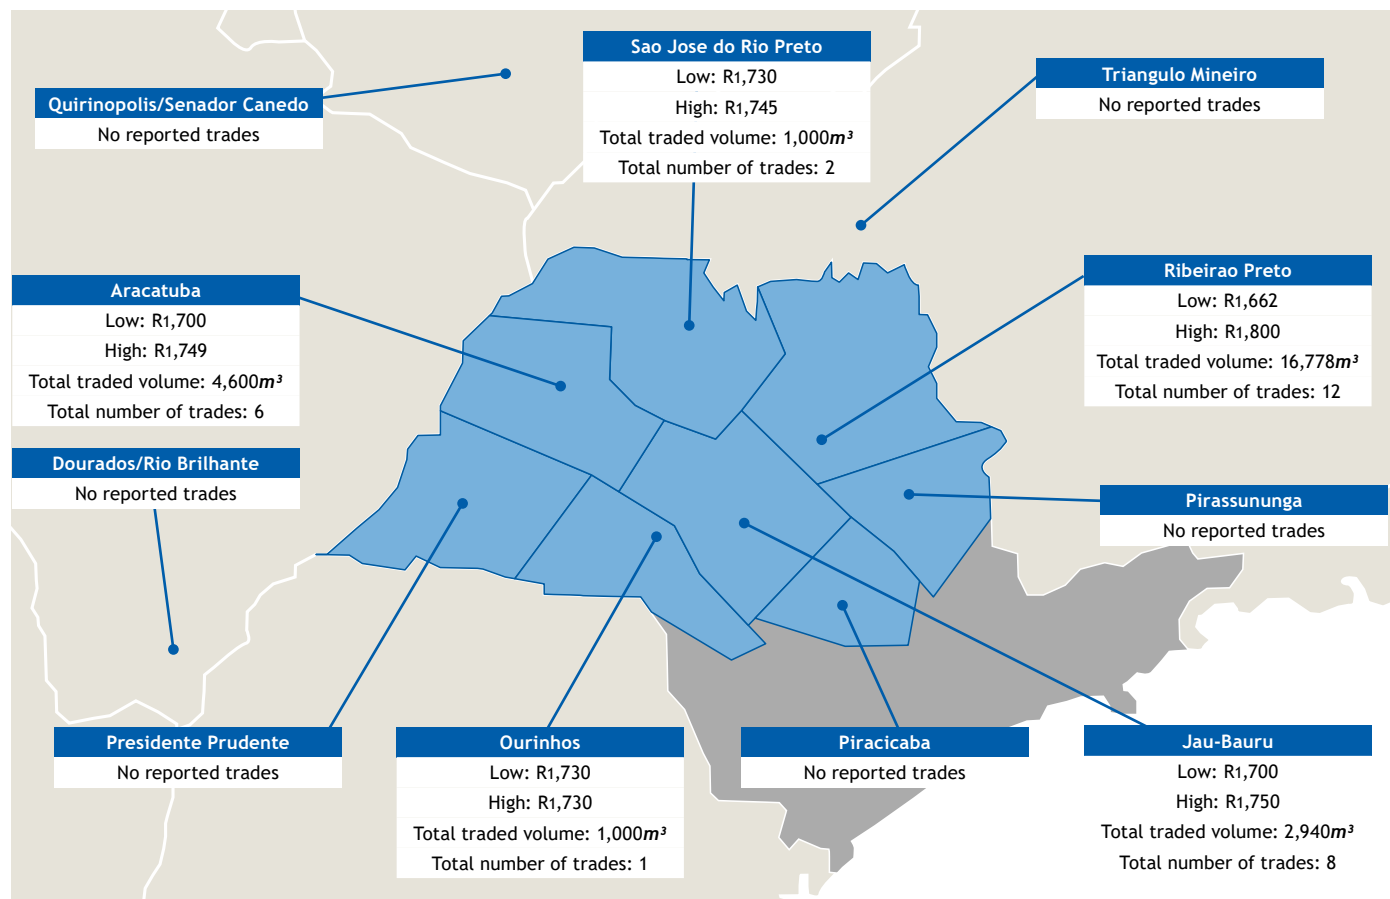 Sao Jose do Rio Preto
Low: R1,730
High: R1,745
Total traded volume: 1,000m³
Total number of trades: 2
Triangulo Mineiro
No reported trades
Quirinopolis/Senador Canedo
No reported trades
Ribeirao Preto
Low: R1,662
High: R1,800
Total traded volume: 16,778m³
Total number of trades: 12
Aracatuba
Low: R1,700
High: R1,749
Total traded volume: 4,600m³
Total number of trades: 6
Dourados/Rio Brilhante
No reported trades
Pirassununga
No reported trades
Presidente Prudente
No reported trades
Ourinhos
Low: R1,730
High: R1,730
Total traded volume: 1,000m³
Total number of trades: 1
Piracicaba
No reported trades
Jau-Bauru
Low: R1,700
High: R1,750
Total traded volume: 2,940m³
Total number of trades: 8